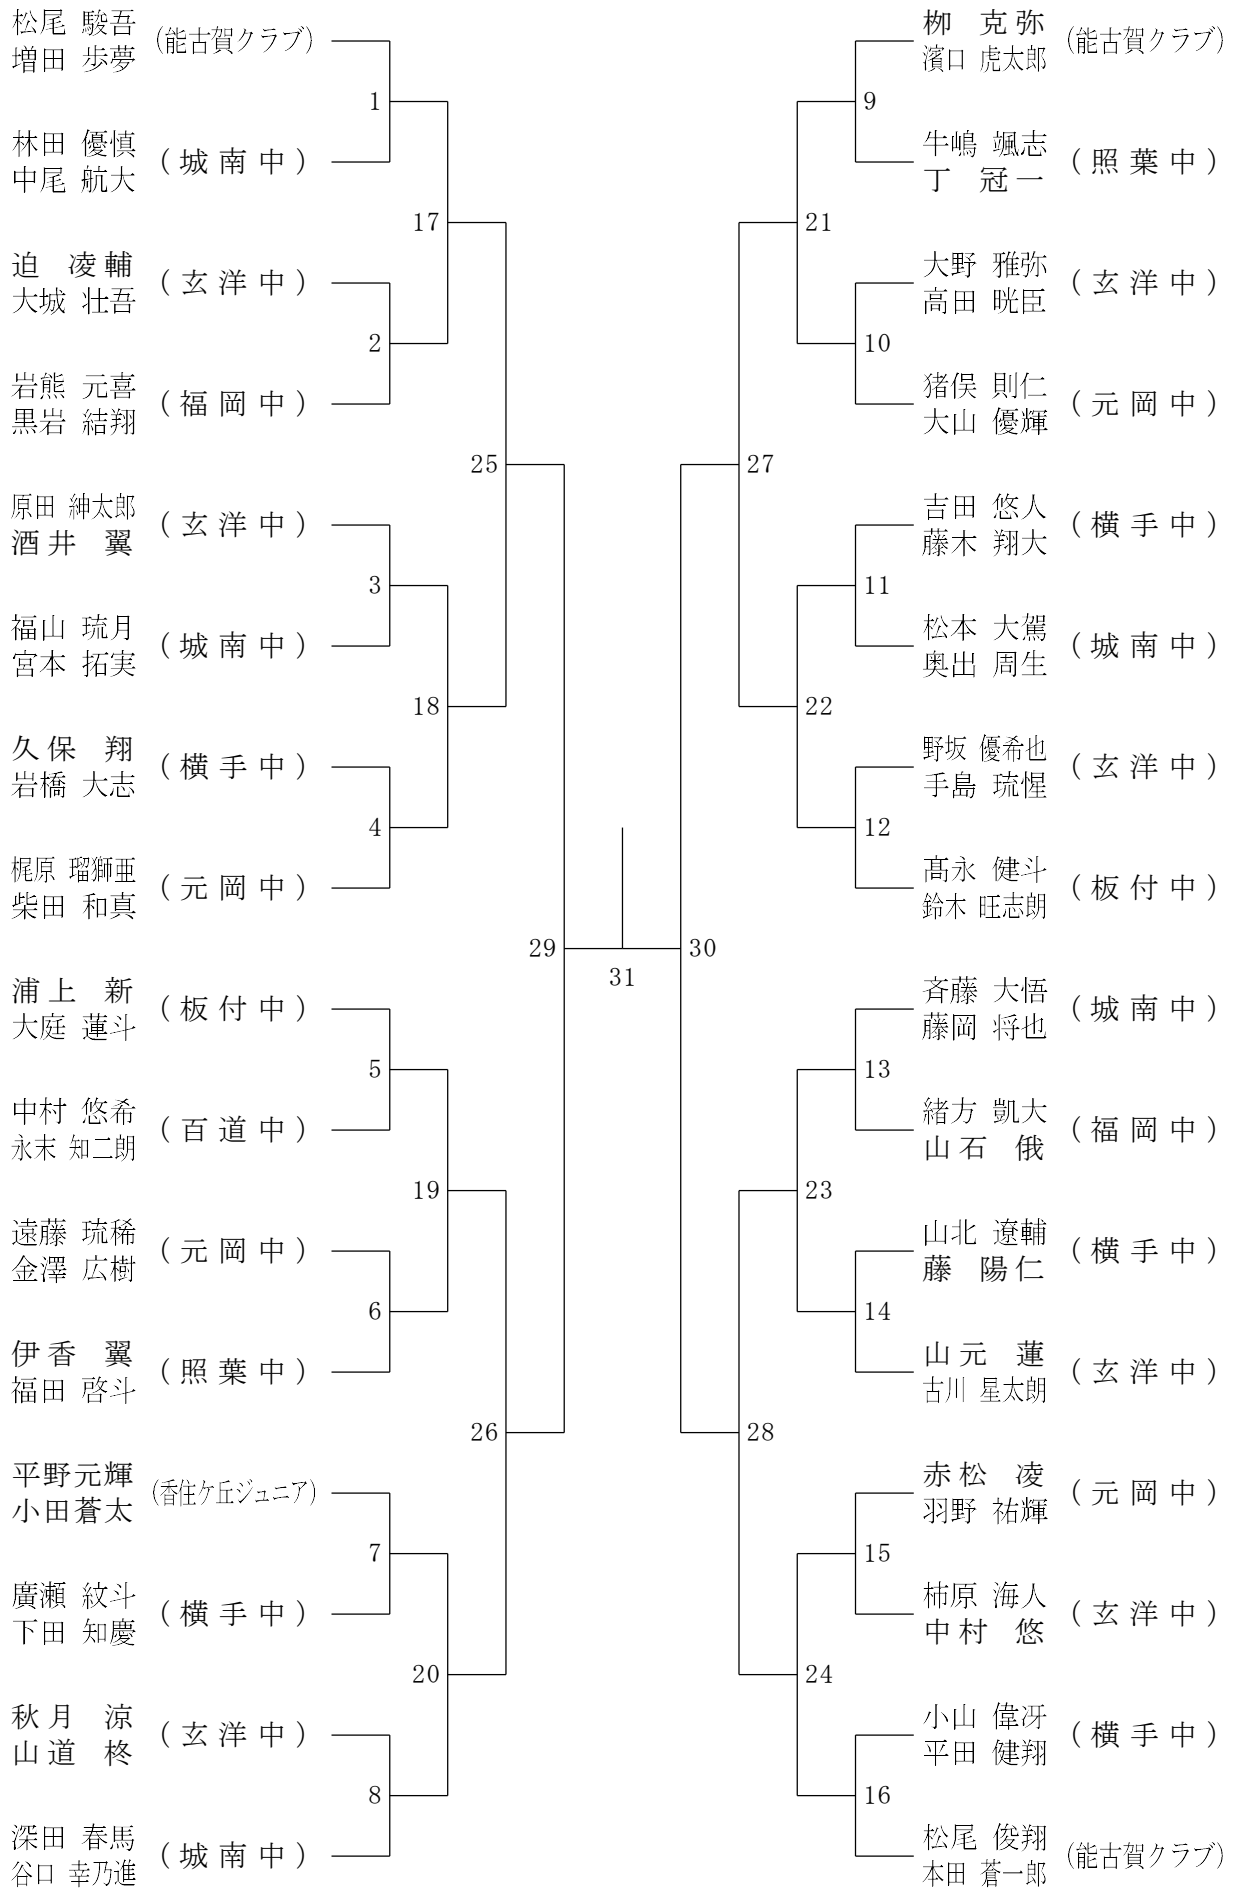 松尾 駿吾
増田 歩夢
(能古賀クラブ)
1
林田 優慎
中尾 航大
(城南中)
17
迫 凌輔
大城 壮吾
(玄洋中)
2
岩熊 元喜
黒岩 結翔
(福岡中)
25
原田 紳太郎
酒井 翼
(玄洋中)
3
福山 琉月
宮本 拓実
(城南中)
18
久保 翔
岩橋 大志
(横手中)
4
梶原 瑠獅亜
柴田 和真
(元岡中)
29
浦上 新
大庭 蓮斗
(板付中)
5
中村 悠希
永末 知二朗
(百道中)
19
遠藤 琉稀
金澤 広樹
(元岡中)
6
伊香 翼
福田 啓斗
(照葉中)
26
平野元輝
小田蒼太
(香住ケ丘ジュニア)
7
廣瀬 紋斗
下田 知慶
(横手中)
20
秋月 涼
山道 柊
(玄洋中)
8
深田 春馬
谷口 幸乃進
(城南中)
31
栁 克弥
濱口 虎太郎
(能古賀クラブ)
9
牛嶋 颯志
丁 冠一
(照葉中)
21
大野 雅弥
高田 晄臣
(玄洋中)
10
猪俣 則仁
大山 優輝
(元岡中)
27
吉田 悠人
藤木 翔大
(横手中)
11
松本 大駕
奥出 周生
(城南中)
22
野坂 優希也
手島 琉惺
(玄洋中)
12
髙永 健斗
鈴木 旺志朗
(板付中)
30
斉藤 大悟
藤岡 将也
(城南中)
13
緒方 凱大
山石 俄
(福岡中)
23
山北 遼輔
藤 陽仁
(横手中)
14
山元 蓮
古川 星太朗
(玄洋中)
28
赤松 凌
羽野 祐輝
(元岡中)
15
柿原 海人
中村 悠
(玄洋中)
24
小山 偉冴
平田 健翔
(横手中)
16
松尾 俊翔
本田 蒼一郎
(能古賀クラブ)